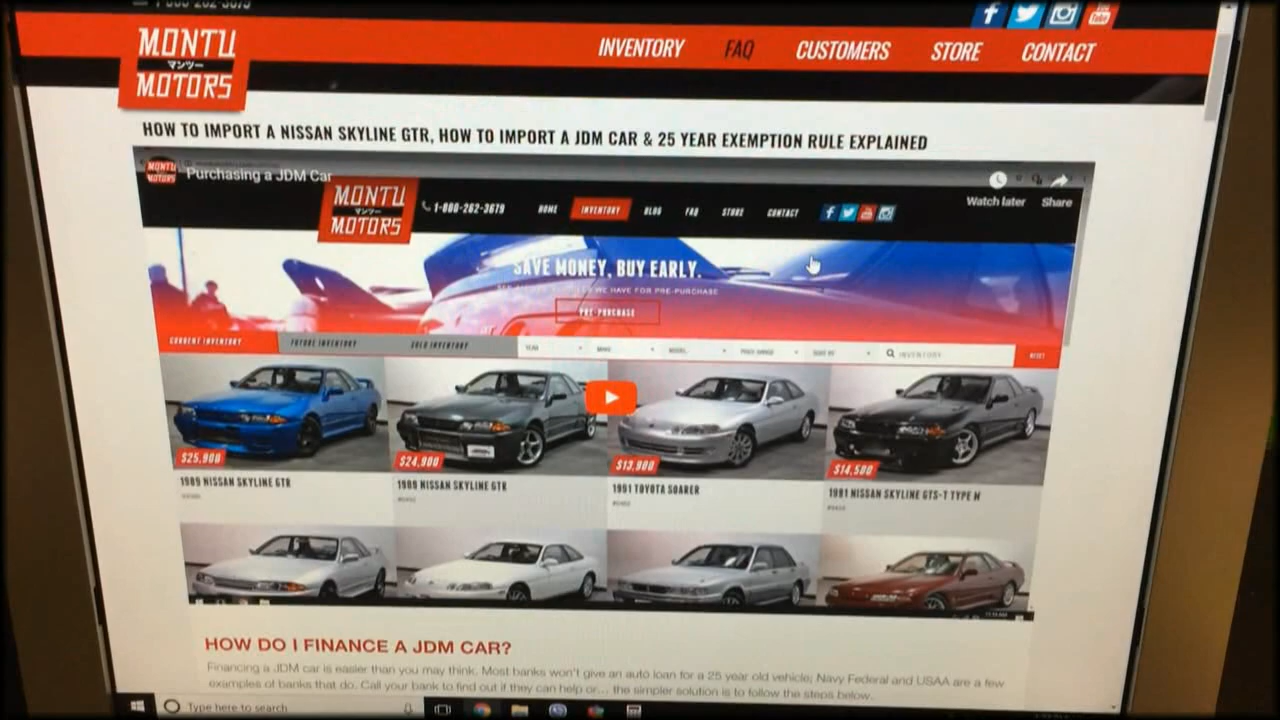 1-800-262-3679
MONTU
マンツー
MOTORS
INVENTORY FAQ CUSTOMERS STORE CONTACT
HOW TO IMPORT A NISSAN SKYLINE GTR, HOW TO IMPORT A JDM CAR & 25 YEAR EXEMPTION RULE EXPLAINED
MONTU
MOTORS
Purchasing a JDM Car
Watch later
Share
MONTU
マンツー
MOTORS
1-800-262-3679
HOME INVENTORY BLOG FAQ STORE CONTACT
SAVE MONEY, BUY EARLY.
WE HAVE FOR PRE-PURCHASE
PRE-PURCHASE
CURRENT INVENTORY FUTURE INVENTORY SOLD INVENTORY
YEAR MAKE MODEL PRICE RANGE SORT BY INVENTORY RESET
$25,900 $24,900 $13,900 $14,500
1989 NISSAN SKYLINE GTR 1989 NISSAN SKYLINE GTR 1991 TOYOTA SOARER 1991 NISSAN SKYLINE GTS-T TYPE M
HOW DO I FINANCE A JDM CAR?
Financing a JDM car is easier than you may think. Most banks won't give an auto loan for a 25 year old vehicle; Navy Federal and USAA are a few
examples of banks that do. Call your bank to find out if they can help or... the simpler solution is to follow the steps below.
Type here to search